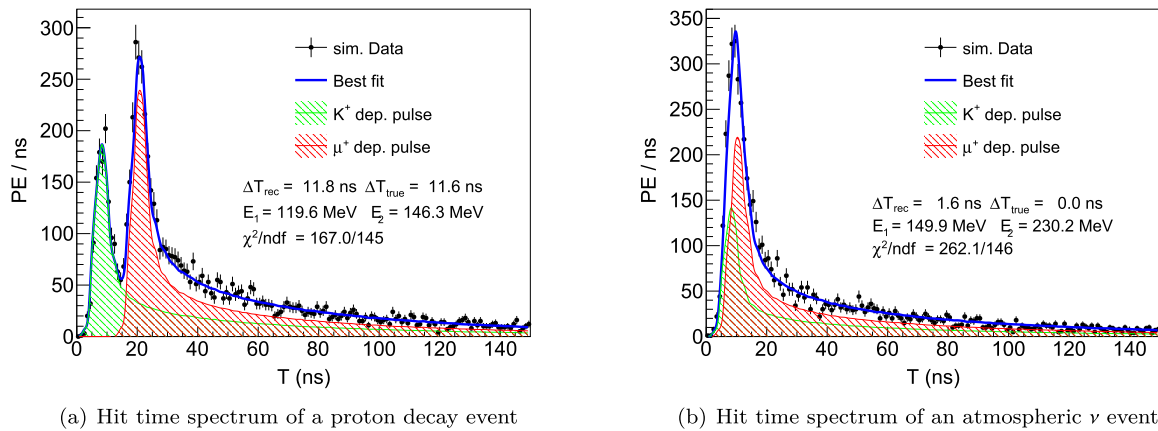 PE / ns
300
250
200
150
100
50
0
sim. Data
Best fit
K+ dep. pulse
μ+ dep. pulse
ΔTrec = 11.8 ns ΔTtrue = 11.6 ns
E1 = 119.6 MeV E2 = 146.3 MeV
χ2/ndf = 167.0/145
0 20 40 60 80 100 120 140
T (ns)
(a) Hit time spectrum of a proton decay event
PE / ns
350
300
250
200
150
100
50
0
sim. Data
Best fit
K+ dep. pulse
μ+ dep. pulse
ΔTrec = 1.6 ns ΔTtrue = 0.0 ns
E1 = 149.9 MeV E2 = 230.2 MeV
χ2/ndf = 262.1/146
0 20 40 60 80 100 120 140
T (ns)
(b) Hit time spectrum of an atmospheric ν event